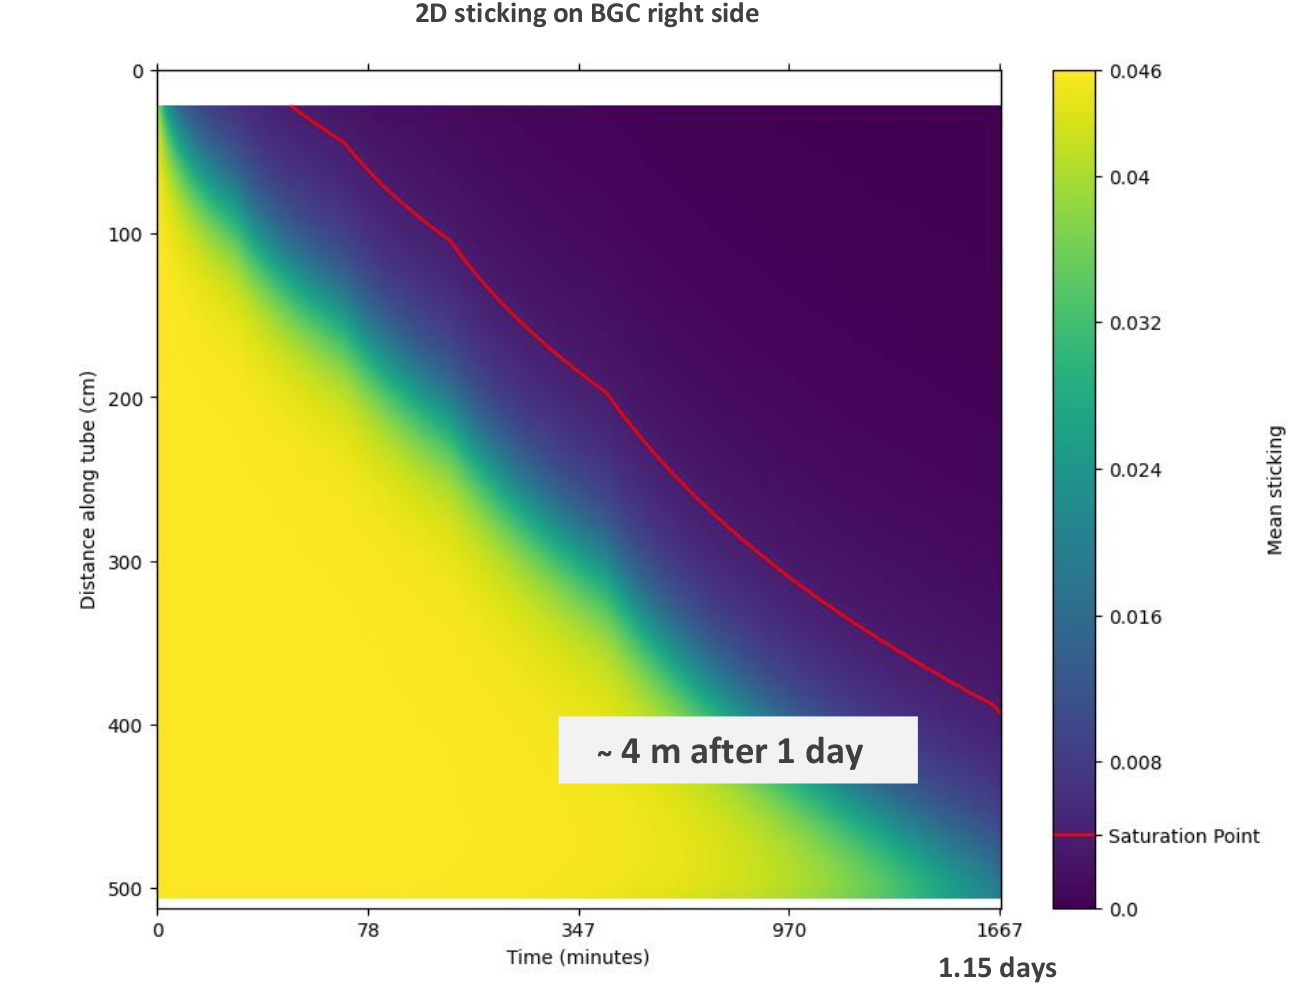 2D sticking on BGC right side
0
100
200
300
400
500
Distance along tube (cm)
~ 4 m after 1 day
0
78
347
970
1667
Time (minutes)
1.15 days
0.046
0.04
0.032
0.024
0.016
0.008
Saturation Point
0.0
Mean sticking